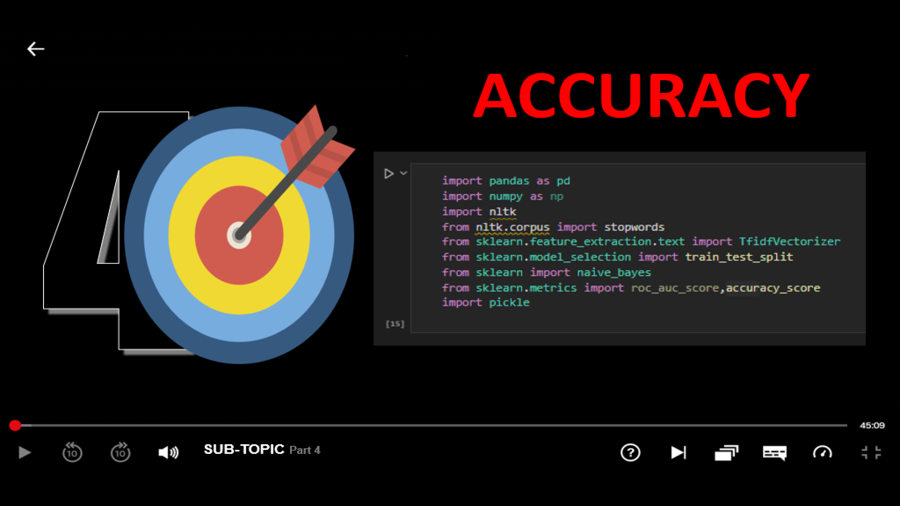 ACCURACY
4
import pandas as pd
import numpy as np
import nltk
from nltk.corpus import stopwords
from sklearn.feature_extraction.text import TfidfVectorizer
from sklearn.model_selection import train_test_split
from sklearn import naive_bayes
from sklearn.metrics import roc_auc_score,accuracy_score
import pickle
[15]
45:09
10
10
SUB-TOPIC Part 4
?